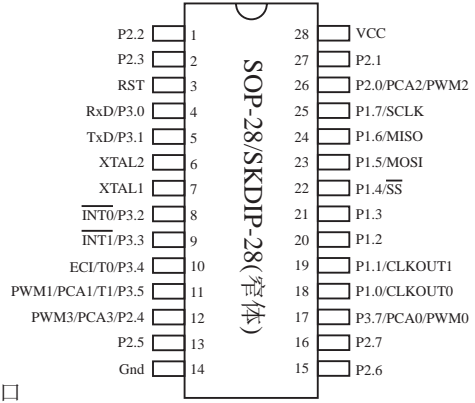 P2.2 1 28 VCC
P2.3 2 27 P2.1
RST 3 26 P2.0/PCA2/PWM2
RxD/P3.0 4 25 P1.7/SCLK
TxD/P3.1 5 24 P1.6/MISO
XTAL2 6 23 P1.5/MOSI
XTAL1 7 22 P1.4/SS
INT0/P3.2 8 21 P1.3
INT1/P3.3 9 20 P1.2
ECI/T0/P3.4 10 19 P1.1/CLKOUT1
PWM1/PCA1/T1/P3.5 11 18 P1.0/CLKOUT0
PWM3/PCA3/P2.4 12 17 P3.7/PCA0/PWM0
P2.5 13 16 P2.7
Gnd 14 15 P2.6
SOP-28/SKDIP-28(窄体)
口